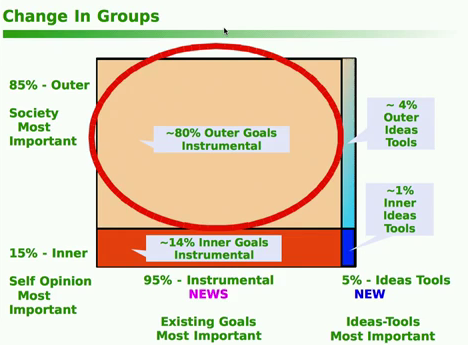 Change In Groups
85% - Outer
Society
Most
Important
~80% Outer Goals
Instrumental
~ 4%
Outer
Ideas
Tools
~1%
Inner
Ideas
Tools
15% - Inner
~14% Inner Goals
Instrumental
Self Opinion
Most
Important
95% - Instrumental
NEWS
Existing Goals
Most Important
5% - Ideas Tools
NEW
Ideas-Tools
Most Important